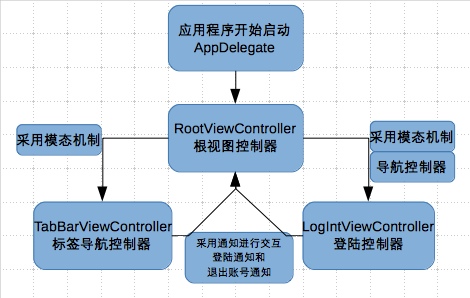 应用程序开始启动
AppDelegate
RootViewController
根视图控制器
采用模态机制
采用模态机制
导航控制器
TabBarViewController
标签导航控制器
采用通知进行交互
登陆通知和
退出账号通知
LogIntViewController
登陆控制器